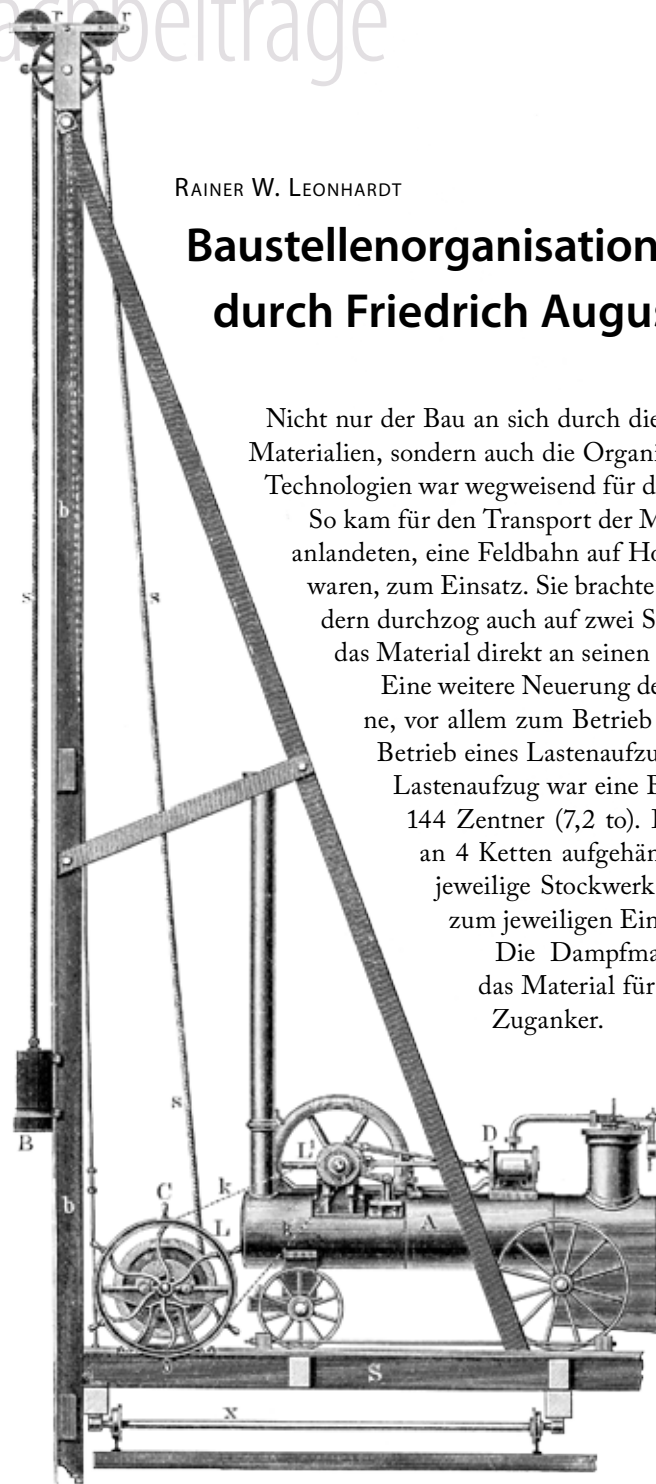 achbeiträge
r r
RAINER W. LEONHARDT
Baustellenorganisation
durch Friedrich Augus
Nicht nur der Bau an sich durch die
Materialien, sondern auch die Organi
Technologien war wegweisend für d
So kam für den Transport der M
anlandeten, eine Feldbahn auf Ho
waren, zum Einsatz. Sie brachte
dern durchzog auch auf zwei S
das Material direkt an seinen
Eine weitere Neuerung de
ne, vor allem zum Betrieb
Betrieb eines Lastenaufzu
Lastenaufzug war eine
144 Zentner (7,2 to).
an 4 Ketten aufgehän
jeweilige Stockwerk
zum jeweiligen Ein
Die Dampfma
das Material für
Zuganker.
b
s
s
s
B
b
C
k
L
L¹
k
A
D
S
x